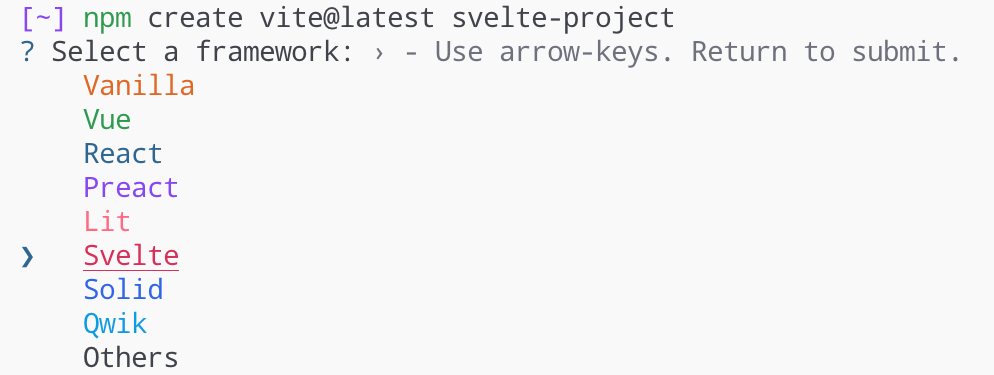 [~] npm create vite@latest svelte-project
? Select a framework: › - Use arrow-keys. Return to submit.
Vanilla
Vue
React
Preact
Lit
❯ Svelte
Solid
Qwik
Others